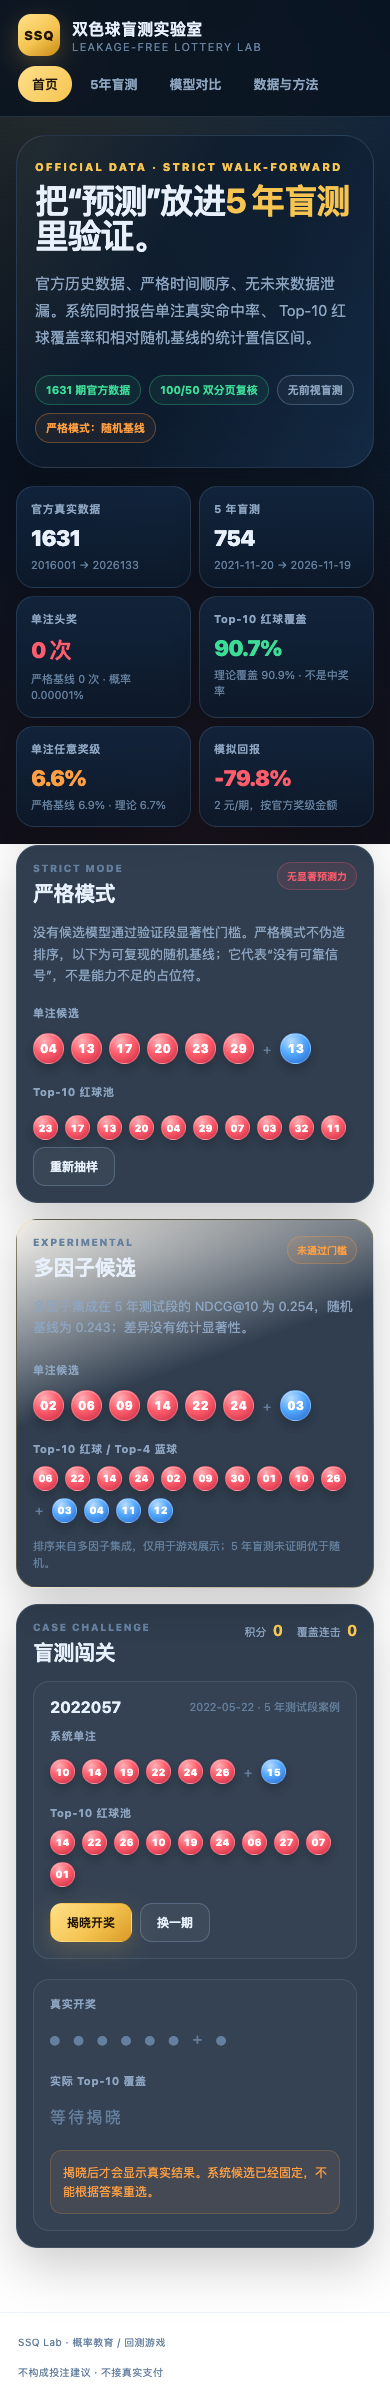 SSQ
双色球盲测实验室
LEAKAGE-FREE LOTTERY LAB
首页 5年盲测 模型对比 数据与方法
OFFICIAL DATA · STRICT WALK-FORWARD
把“预测”放进5 年盲测
里验证。
官方历史数据、严格时间顺序、无未来数据泄
漏。系统同时报告单注真实命中率、 Top-10 红
球覆盖率和相对随机基线的统计置信区间。
1631 期官方数据 100/50 双分页复核 无前视盲测
严格模式：随机基线
官方真实数据
1631
2016001 → 2026133
5 年盲测
754
2021-11-20 → 2026-11-19
单注头奖
0 次
严格基线 0 次 · 概率
0.00001%
Top-10 红球覆盖
90.7%
理论覆盖 90.9% · 不是中奖
率
单注任意奖级
6.6%
严格基线 6.9% · 理论 6.7%
模拟回报
-79.8%
2 元/期，按官方奖级金额
STRICT MODE
严格模式
无显著预测力
没有候选模型通过验证段显著性门槛。严格模式不伪造
排序，以下为可复现的随机基线；它代表“没有可靠信
号”，不是能力不足的占位符。
单注候选
04 13 17 20 23 29 + 13
Top-10 红球池
23 17 13 20 04 29 07 03 32 11
重新抽样
EXPERIMENTAL
多因子候选
未通过门槛
多因子集成在 5 年测试段的 NDCG@10 为 0.254，随机
基线为 0.243；差异没有统计显著性。
单注候选
02 06 09 14 22 24 + 03
Top-10 红球 / Top-4 蓝球
06 22 14 24 02 09 30 01 10 26
+ 03 04 11 12
排序来自多因子集成，仅用于游戏展示；5 年盲测未证明优于随
机。
CASE CHALLENGE
盲测闯关
积分 0 覆盖连击 0
2022057
2022-05-22 · 5 年测试段案例
系统单注
10 14 19 22 24 26 + 15
Top-10 红球池
14 22 26 10 19 24 06 27 07
01
揭晓开奖 换一期
真实开奖
● ● ● ● ● ● + ●
实际 Top-10 覆盖
等待揭晓
揭晓后才会显示真实结果。系统候选已经固定，不
能根据答案重选。
SSQ Lab · 概率教育 / 回测游戏
不构成投注建议 · 不接真实支付